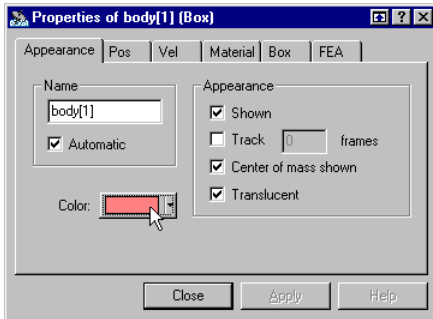 Properties of body[1] (Box)
Appearance Pos Vel Material Box FEA
Name
body[1]
Automatic
Color:
Appearance
Shown
Track 0 frames
Center of mass shown
Translucent
Close Apply Help